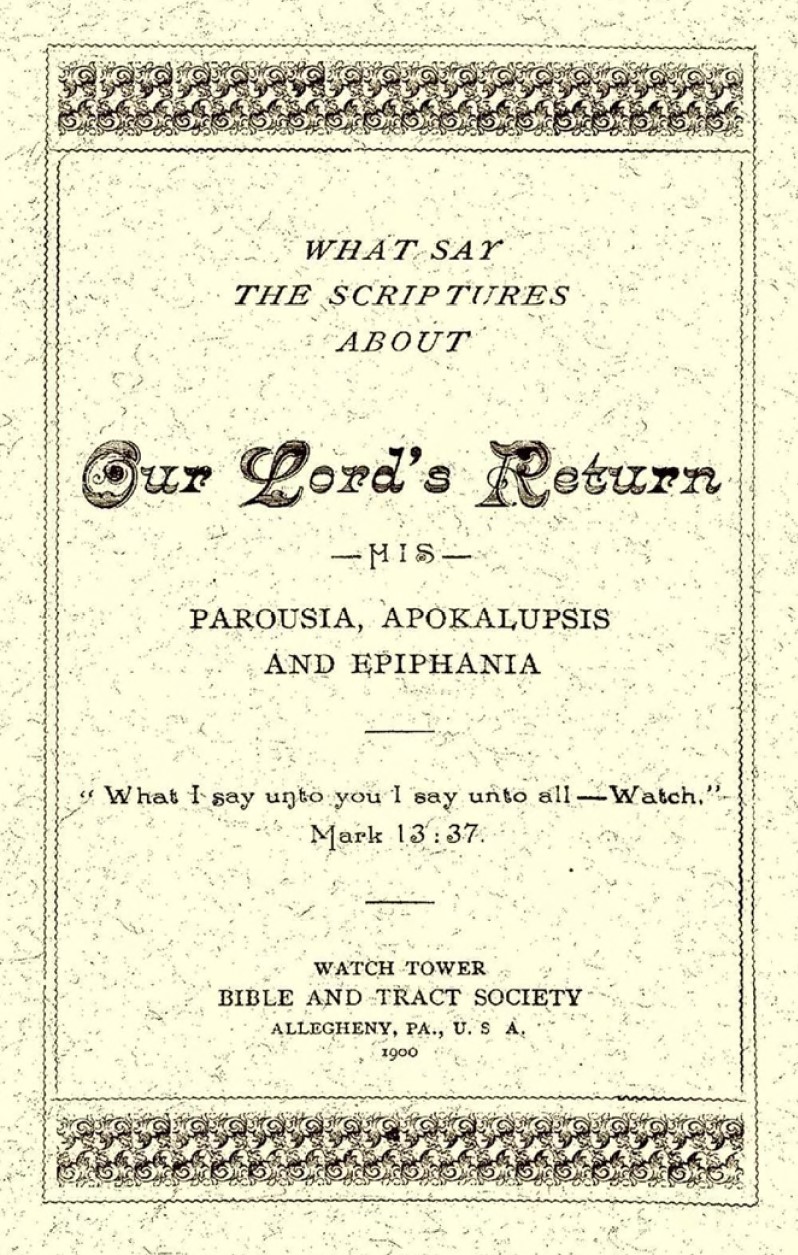 WHAT SAY
THE SCRIPTURES
ABOUT
Our Lord's Return
—HIS—
PAROUSIA, APOKALUPSIS
AND EPIPHANIA
“What I say unto you I say unto all—Watch.”
Mark 13:37.
WATCH TOWER
BIBLE AND TRACT SOCIETY
ALLEGHENY, PA., U. S A.
1900